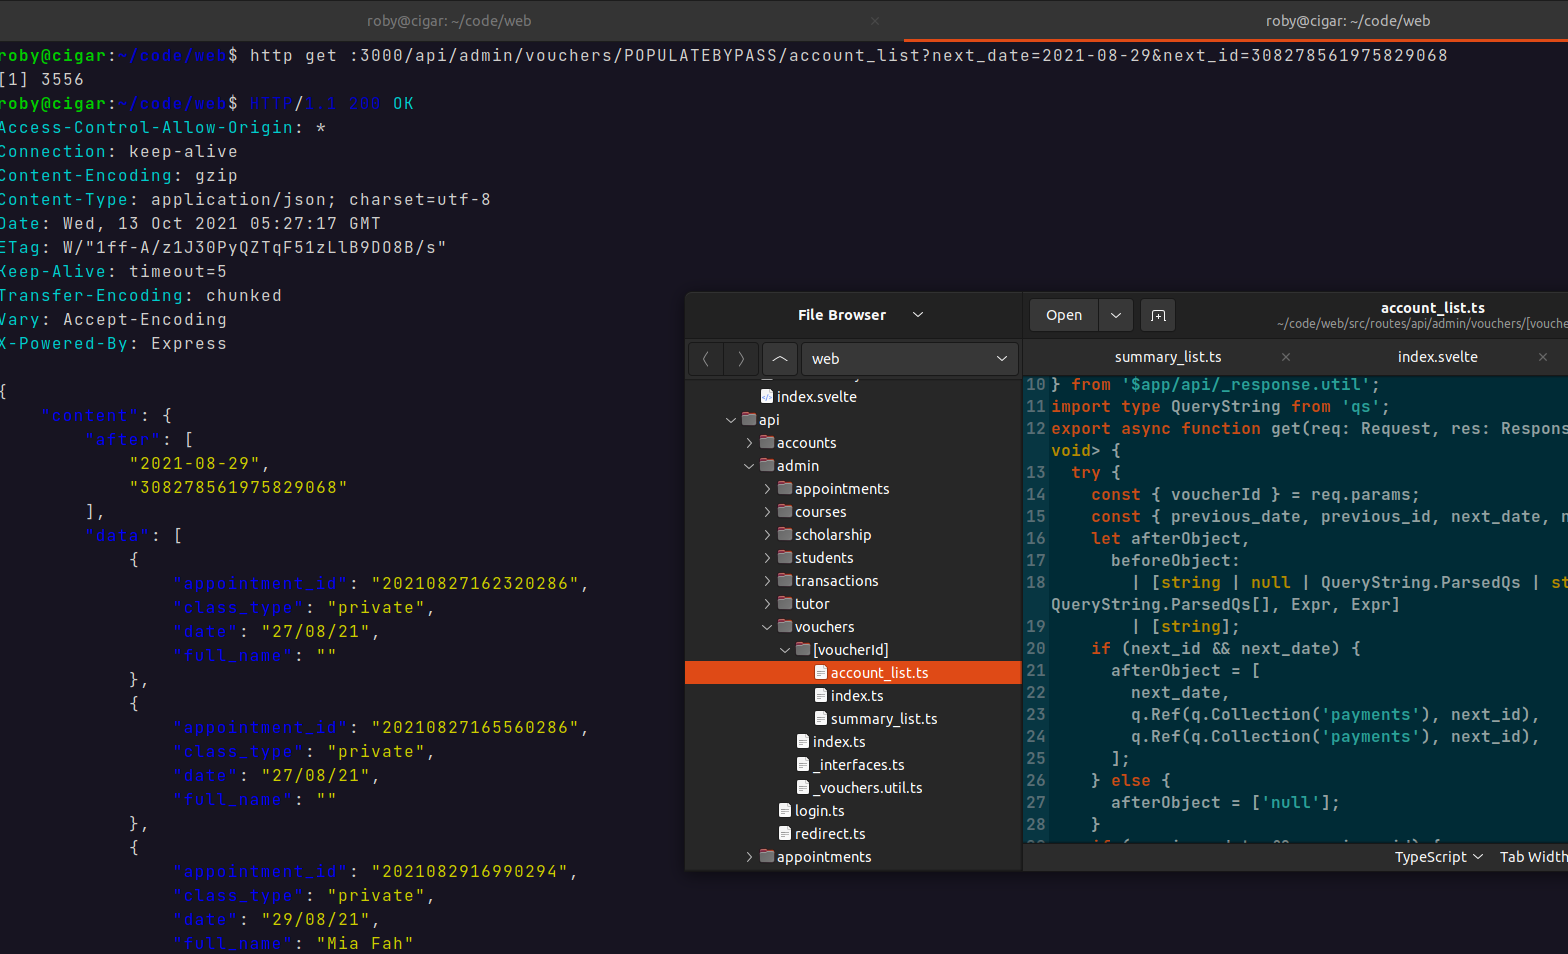 roby@cigar: ~/code/web
roby@cigar: ~/code/web
roby@cigar:~/code/web$ http get :3000/api/admin/vouchers/POPULATEBYPASS/account_list?next_date=2021-08-29&next_id=308278561975829068
[1] 3556
roby@cigar:~/code/web$ HTTP/1.1 200 OK
Access-Control-Allow-Origin: *
Connection: keep-alive
Content-Encoding: gzip
Content-Type: application/json; charset=utf-8
Date: Wed, 13 Oct 2021 05:27:17 GMT
ETag: W/"1ff-A/z1J30PyQZTqF51zLlB9DO8B/s"
Keep-Alive: timeout=5
Transfer-Encoding: chunked
Vary: Accept-Encoding
X-Powered-By: Express
{
"content": {
"after": [
"2021-08-29",
"308278561975829068"
],
"data": [
{
"appointment_id": "20210827162320286",
"class_type": "private",
"date": "27/08/21",
"full_name": ""
},
{
"appointment_id": "20210827165560286",
"class_type": "private",
"date": "27/08/21",
"full_name": ""
},
{
"appointment_id": "2021082916990294",
"class_type": "private",
"date": "29/08/21",
"full_name": "Mia Fah"
File Browser
Open
account_list.ts
~/code/web/src/routes/api/admin/vouchers/[vouche
web
summary_list.ts
index.svelte
index.svelte
api
accounts
admin
appointments
courses
scholarship
students
transactions
tutor
vouchers
[voucherId]
account_list.ts
index.ts
summary_list.ts
index.ts
_interfaces.ts
_vouchers.util.ts
login.ts
redirect.ts
appointments
10 } from '$app/api/_response.util';
11 import type QueryString from 'qs';
12 export async function get(req: Request, res: Respons
void> {
13 try {
14 const { voucherId } = req.params;
15 const { previous_date, previous_id, next_date, n
16 let afterObject,
17 beforeObject:
18 | [string | null | QueryString.ParsedQs | st
QueryString.ParsedQs[], Expr, Expr]
19 | [string];
20 if (next_id && next_date) {
21 afterObject = [
22 next_date,
23 q.Ref(q.Collection('payments'), next_id),
24 q.Ref(q.Collection('payments'), next_id),
25 ];
26 } else {
27 afterObject = ['null'];
28 }
TypeScript
Tab Width